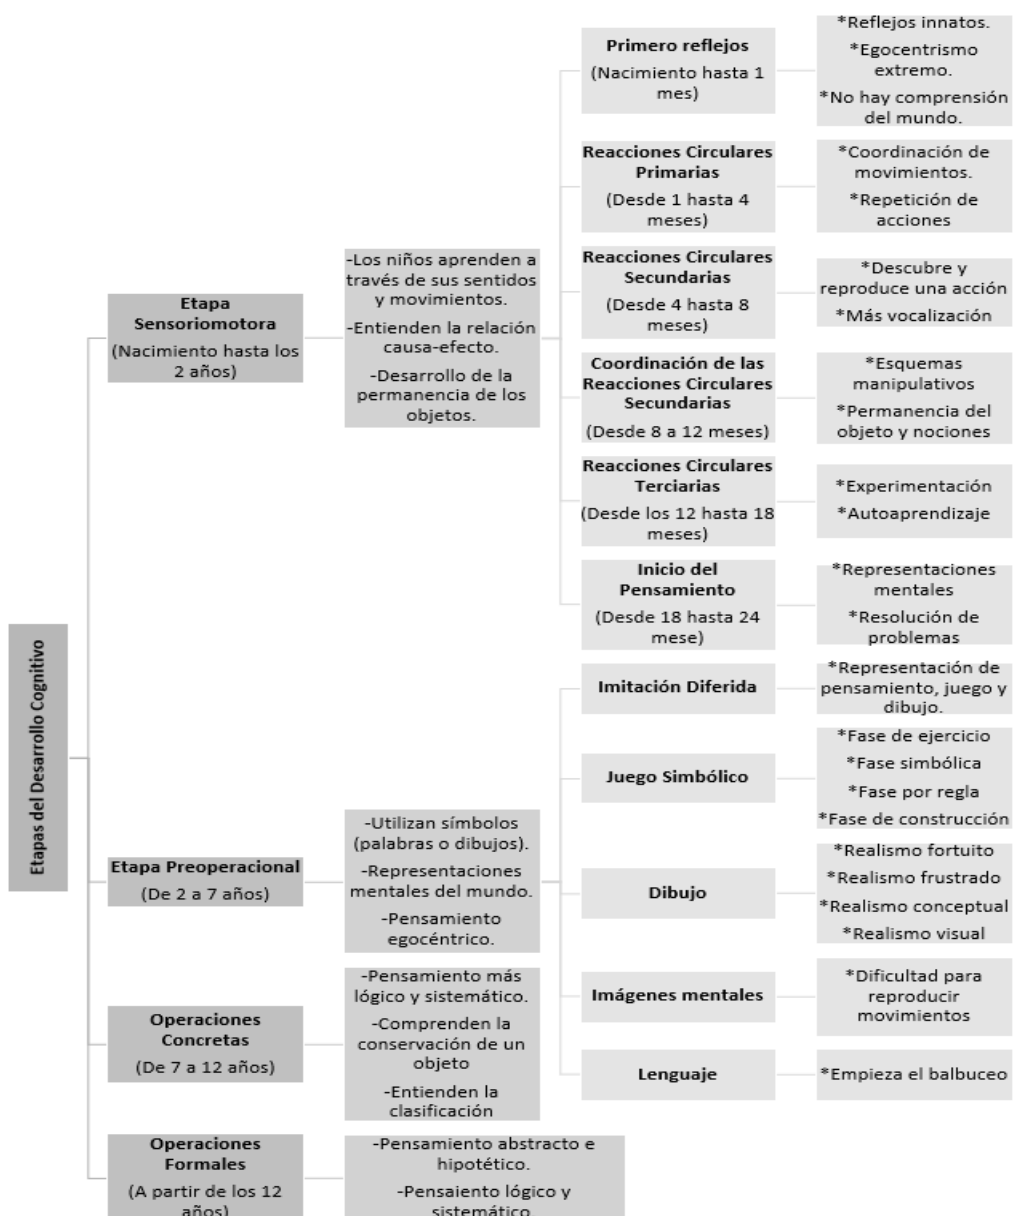 Etapas del Desarrollo Cognitivo
Etapa
Sensoriomotora
(Nacimiento hasta los
2 años)
-Los niños aprenden a
través de sus sentidos
y movimientos.
-Entienden la relación
causa-efecto.
-Desarrollo de la
permanencia de los
objetos.
Primero reflejos
(Nacimiento hasta 1
mes)
*Reflejos innatos.
*Egocentrismo
extremo.
*No hay comprensión
del mundo.
Reacciones Circulares
Primarias
(Desde 1 hasta 4
meses)
*Coordinación de
movimientos.
*Repetición de
acciones
Reacciones Circulares
Secundarias
(Desde 4 hasta 8
meses)
*Descubre y
reproduce una acción
*Más vocalización
Coordinación de las
Reacciones Circulares
Secundarias
(Desde 8 a 12 meses)
*Esquemas
manipulativos
*Permanencia del
objeto y nociones
Reacciones Circulares
Terciarias
(Desde los 12 hasta 18
meses)
*Experimentación
*Autoaprendizaje
Inicio del
Pensamiento
(Desde 18 hasta 24
mese)
*Representaciones
mentales
*Resolución de
problemas
Etapa Preoperacional
(De 2 a 7 años)
-Utilizan símbolos
(palabras o dibujos).
-Representaciones
mentales del mundo.
-Pensamiento
egocéntrico.
Imitación Diferida
*Representación de
pensamiento, juego y
dibujo.
Juego Simbólico
*Fase de ejercicio
*Fase simbólica
*Fase por regla
*Fase de construcción
Dibujo
*Realismo fortuito
*Realismo frustrado
*Realismo conceptual
*Realismo visual
Imágenes mentales
*Dificultad para
reproducir
movimientos
Lenguaje
*Empieza el balbuceo
Operaciones
Concretas
(De 7 a 12 años)
-Pensamiento más
lógico y sistemático.
-Comprenden la
conservación de un
objeto
-Entienden la
clasificación
Operaciones
Formales
(A partir de los 12
años)
-Pensamiento abstracto e
hipotético.
-Pensaiento lógico y
sistemático